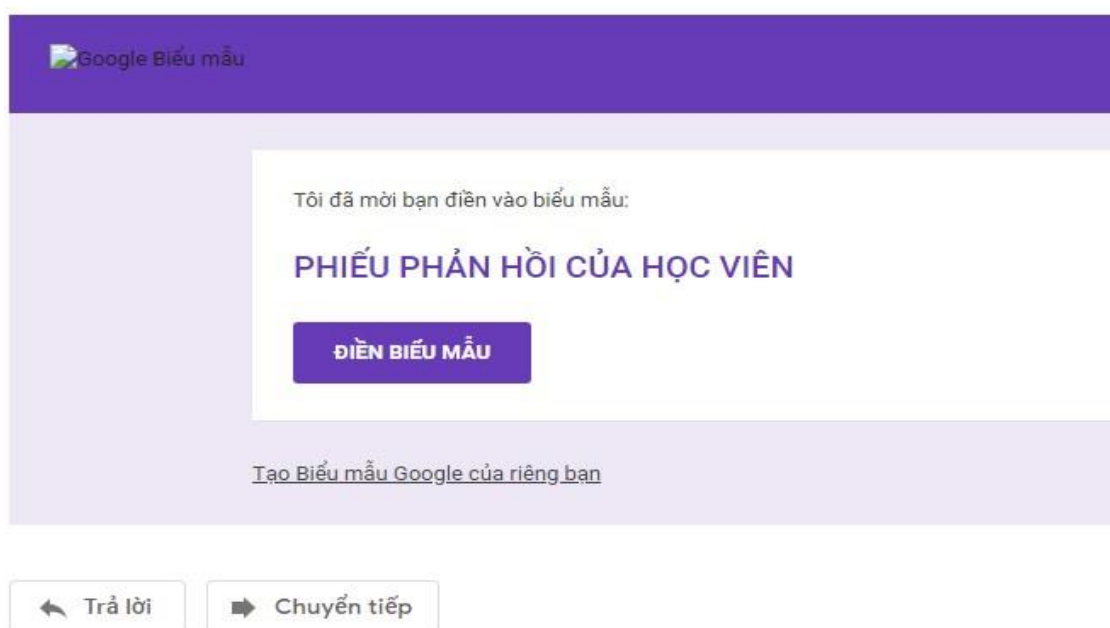 Google Biểu mẫu
Tôi đã mời bạn điền vào biểu mẫu:
PHIẾU PHẢN HỒI CỦA HỌC VIÊN
ĐIỀN BIỂU MẪU
Tạo Biểu mẫu Google của riêng bạn
Trả lời Chuyển tiếp